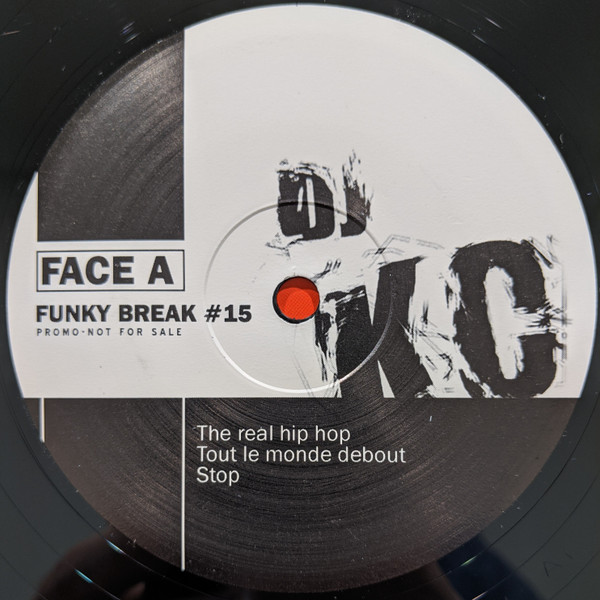 DJ
KC
FACE A
FUNKY BREAK #15
PROMO-NOT FOR SALE
The real hip hop
Tout le monde debout
Stop